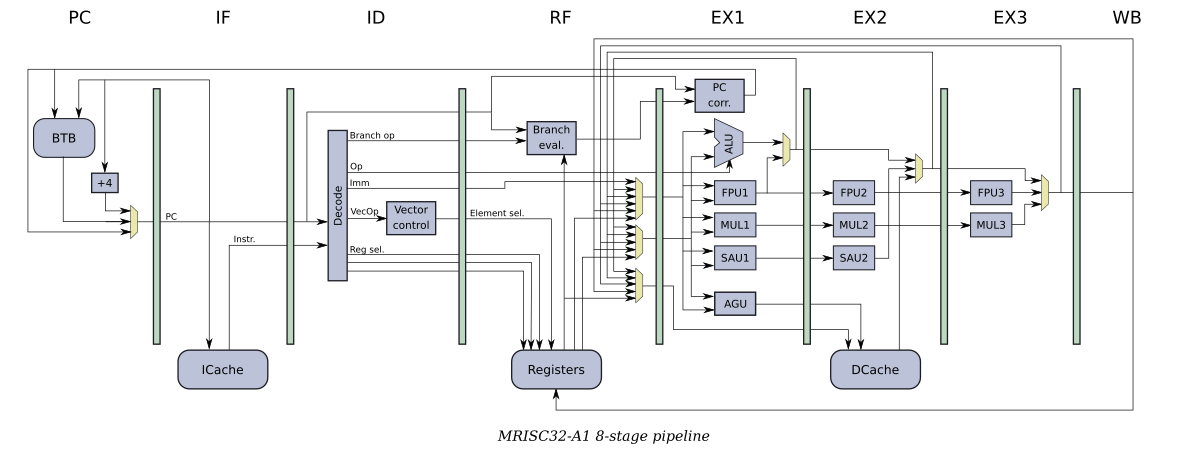 PC IF ID RF EX1 EX2 EX3 WB
PC
corr.
BTB
Branch
eval.
ALU
Branch op
Op
+4
Imm
FPU1 FPU2 FPU3
Decode
VecOp
Vector
control
Element sel.
PC
MUL1 MUL2 MUL3
Instr.
Reg sel.
SAU1 SAU2
AGU
ICache Registers DCache
MRISC32-A1 8-stage pipeline